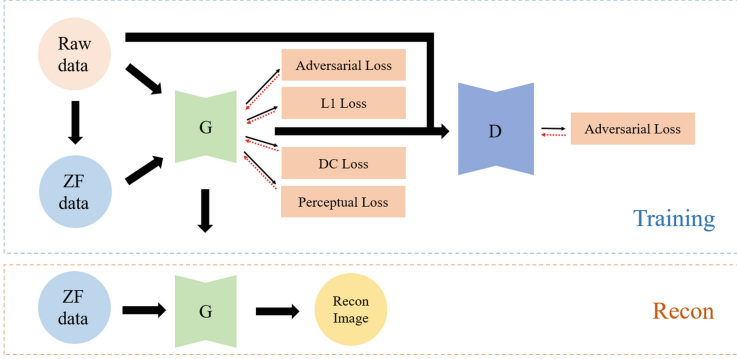 Raw
data
Adversarial Loss
L1 Loss
G
D
Adversarial Loss
DC Loss
ZF
data
Perceptual Loss
Training
ZF
data
G
Recon
Image
Recon